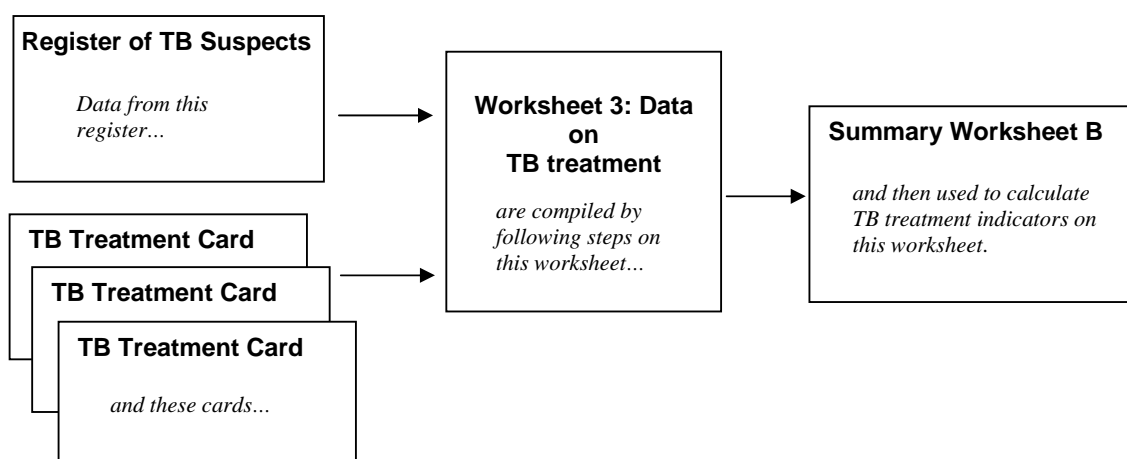 Register of TB Suspects
Data from this
register…
TB Treatment Card
TB Treatment Card
TB Treatment Card
and these cards…
Worksheet 3: Data
on
TB treatment
are compiled by
following steps on
this worksheet…
Summary Worksheet B
and then used to calculate
TB treatment indicators on
this worksheet.